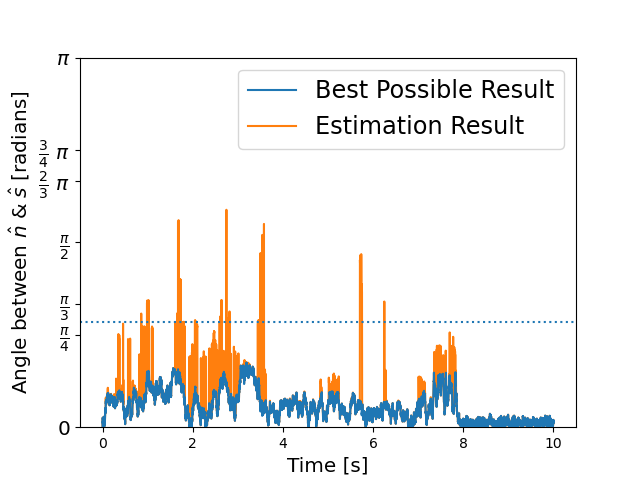 Best Possible Result
Estimation Result
Angle between n̂ & ŝ [radians]
π
3/4 π
2/3 π
π/2
π/3
π/4
0
0 2 4 6 8 10
Time [s]